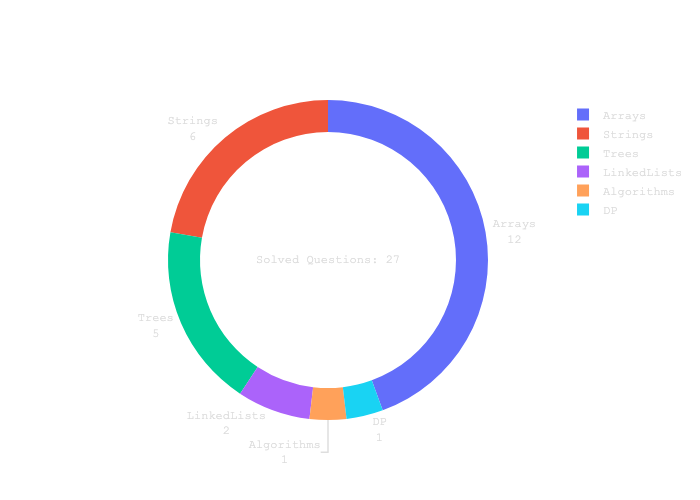 Strings
6
Arrays
12
Solved Questions: 27
Trees
5
LinkedLists
2
Algorithms
1
DP
1
Arrays
Strings
Trees
LinkedLists
Algorithms
DP